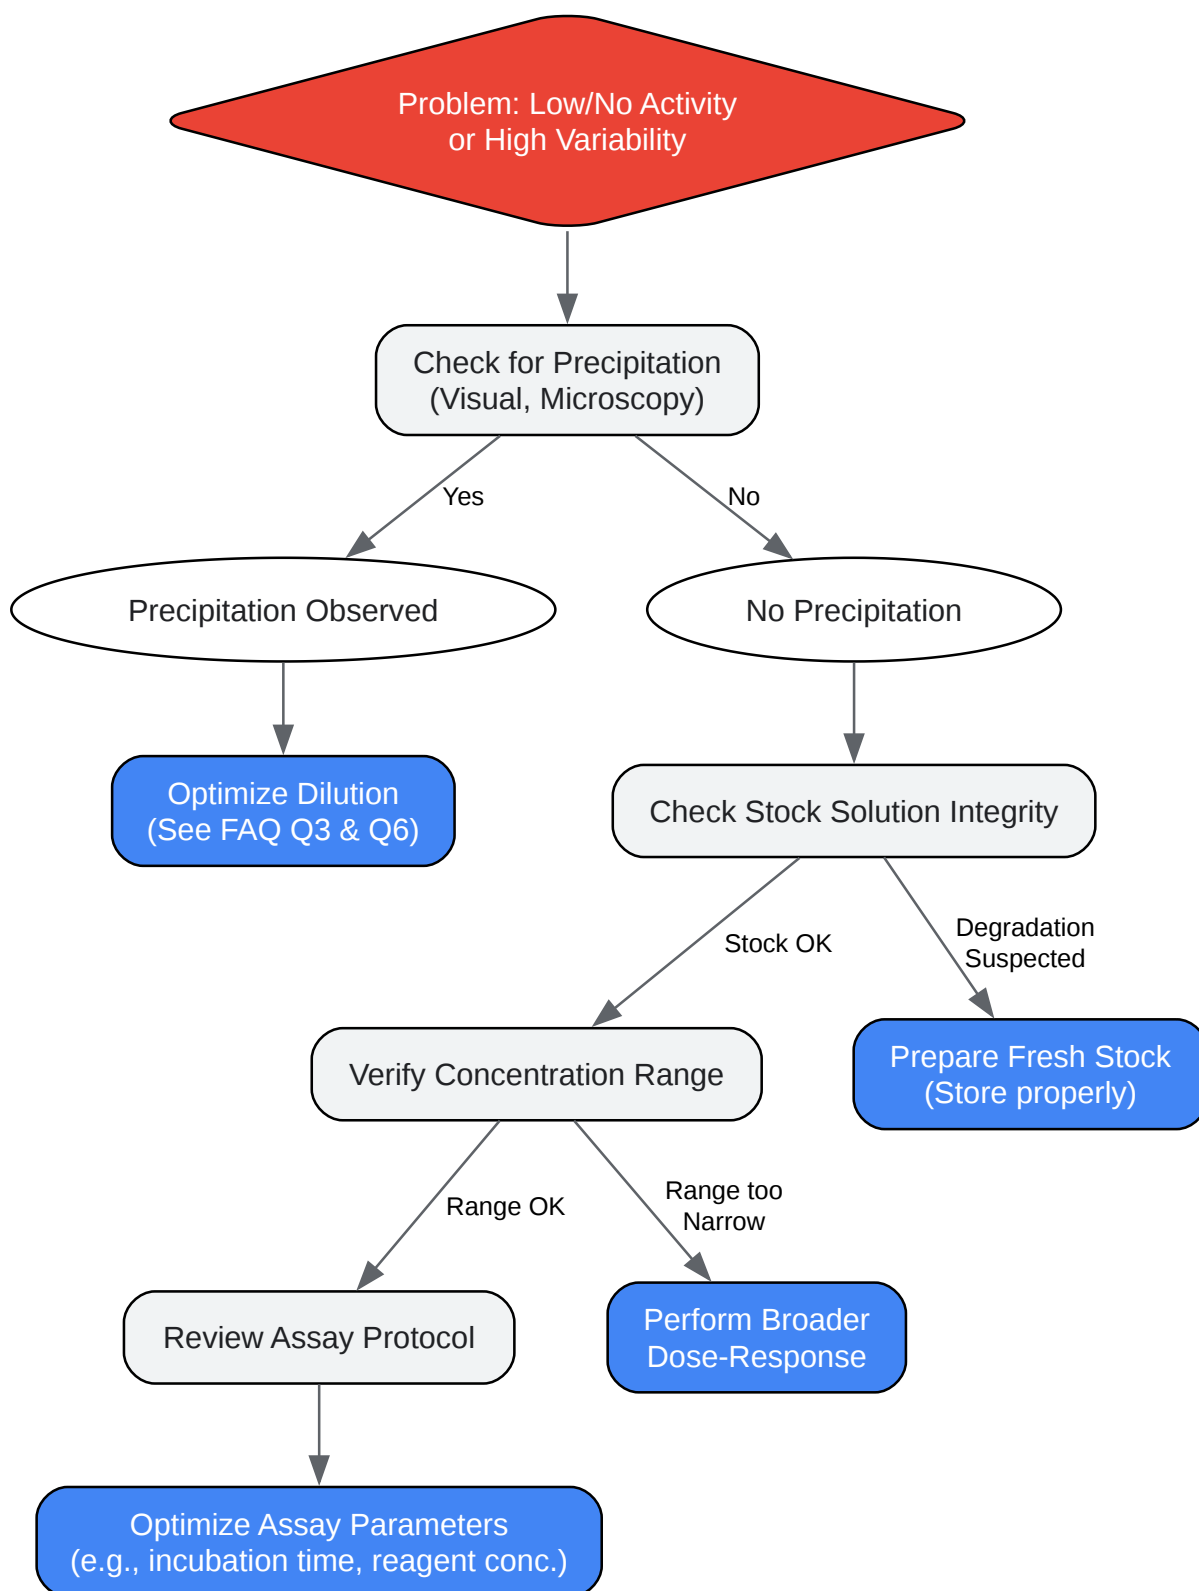 Problem: Low/No Activity
or High Variability
Check for Precipitation
(Visual, Microscopy)
Yes
No
Precipitation Observed
No Precipitation
Optimize Dilution
(See FAQ Q3 & Q6)
Check Stock Solution Integrity
Stock OK
Degradation
Suspected
Verify Concentration Range
Prepare Fresh Stock
(Store properly)
Range OK
Range too
Narrow
Review Assay Protocol
Perform Broader
Dose-Response
Optimize Assay Parameters
(e.g., incubation time, reagent conc.)